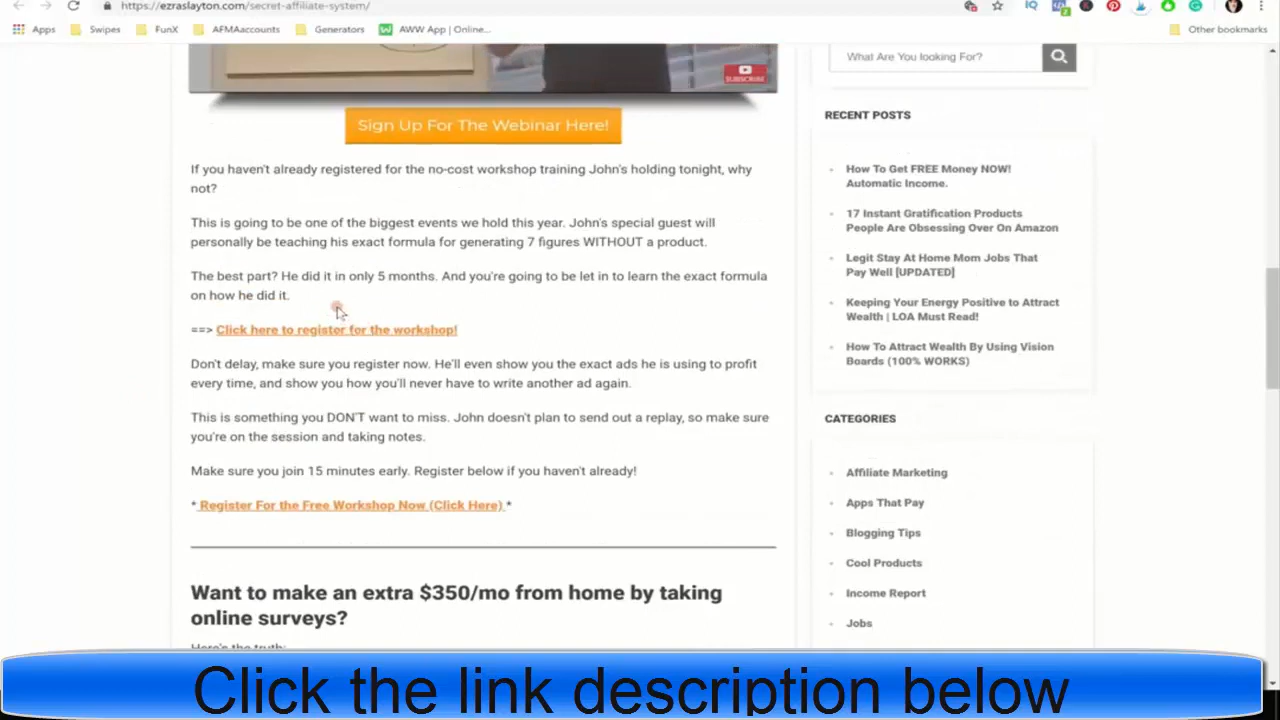 https://ezraslayton.com/secret-affiliate-system/
Apps
Swipes
FunX
AFMAaccounts
Generators
AWW App | Online...
Other bookmarks
SUBSCRIBE
Sign Up For The Webinar Here!
If you haven't already registered for the no-cost workshop training John's holding tonight, why
not?
This is going to be one of the biggest events we hold this year. John's special guest will
personally be teaching his exact formula for generating 7 figures WITHOUT a product.
The best part? He did it in only 5 months. And you're going to be let in to learn the exact formula
on how he did it.
==> Click here to register for the workshop!
Don't delay, make sure you register now. He'll even show you the exact ads he is using to profit
every time, and show you how you'll never have to write another ad again.
This is something you DON'T want to miss. John doesn't plan to send out a replay, so make sure
you're on the session and taking notes.
Make sure you join 15 minutes early. Register below if you haven't already!
* Register For the Free Workshop Now (Click Here) *
Want to make an extra $350/mo from home by taking
online surveys?
Here's the truth:
What Are You looking For?
RECENT POSTS
How To Get FREE Money NOW!
Automatic Income.
17 Instant Gratification Products
People Are Obsessing Over On Amazon
Legit Stay At Home Mom Jobs That
Pay Well [UPDATED]
Keeping Your Energy Positive to Attract
Wealth | LOA Must Read!
How To Attract Wealth By Using Vision
Boards (100% WORKS)
CATEGORIES
Affiliate Marketing
Apps That Pay
Blogging Tips
Cool Products
Income Report
Jobs
Click the link description below